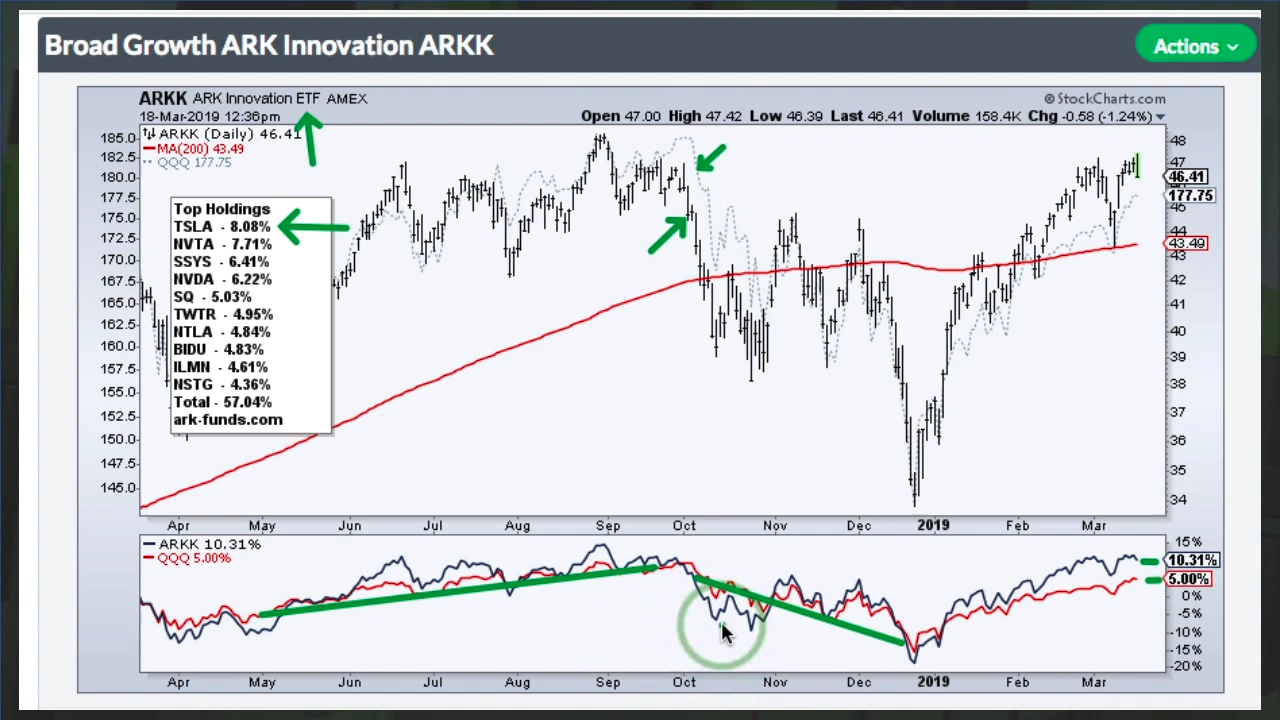 Broad Growth ARK Innovation ARKK
Actions
ARKK ARK Innovation ETF AMEX
© StockCharts.com
18-Mar-2019 12:36pm
Open 47.00 High 47.42 Low 46.39 Last 46.41 Volume 158.4K Chg -0.58 (-1.24%)
ARKK (Daily) 46.41
MA(200) 43.49
QQQ 177.75
185.0
182.5
180.0
177.5
175.0
172.5
170.0
167.5
165.0
162.5
160.0
157.5
155.0
152.5
150.0
147.5
145.0
Top Holdings
TSLA - 8.08%
NVTA - 7.71%
SSYS - 6.41%
NVDA - 6.22%
SQ - 5.03%
TWTR - 4.95%
NTLA - 4.84%
BIDU - 4.83%
ILMN - 4.61%
NSTG - 4.36%
Total - 57.04%
ark-funds.com
48
47
46.41
177.75
45
44
43.49
43
42
41
40
39
38
37
36
35
34
Apr May Jun Jul Aug Sep Oct Nov Dec 2019 Feb Mar
ARKK 10.31%
QQQ 5.00%
15%
10.31%
5.00%
0%
-5%
-10%
-15%
-20%
Apr May Jun Jul Aug Sep Oct Nov Dec 2019 Feb Mar